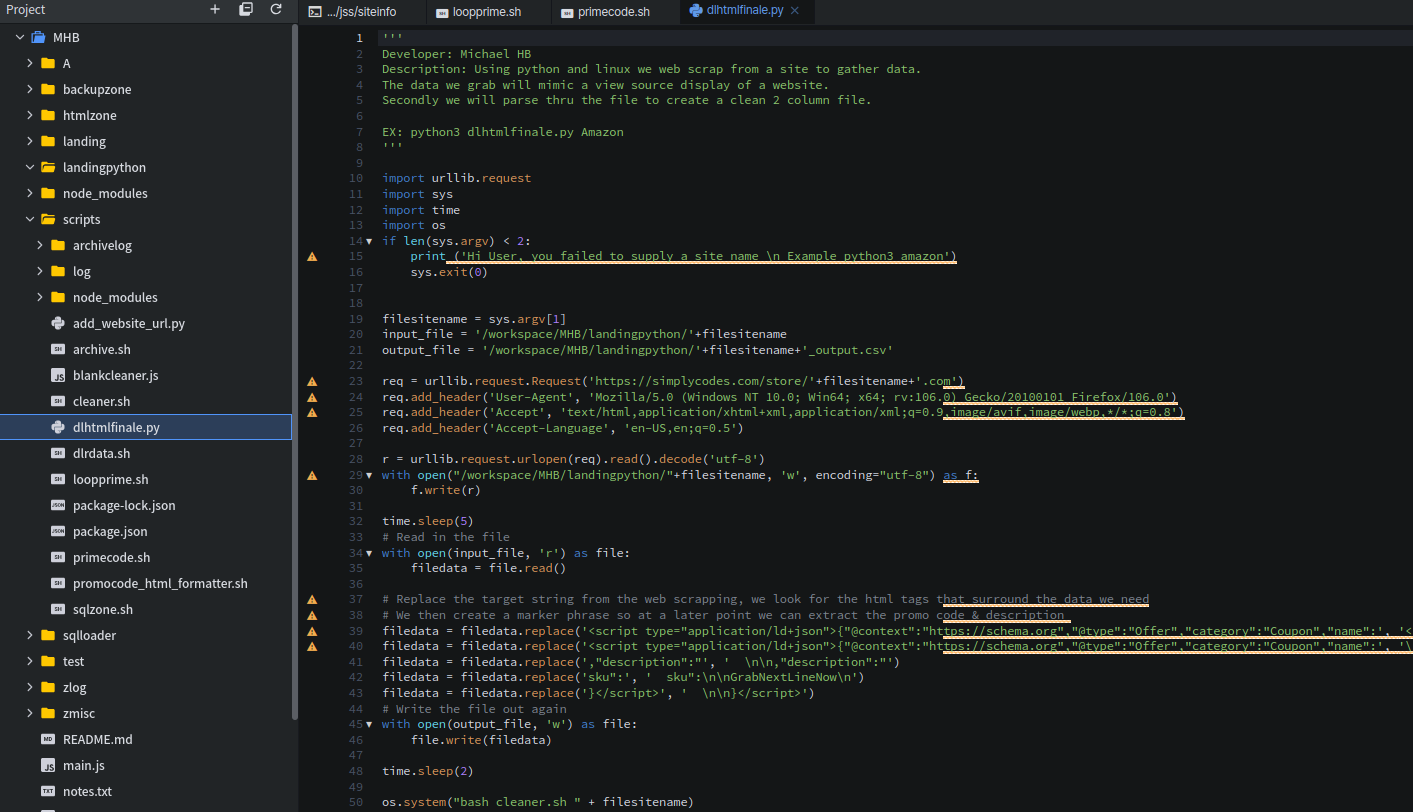 Project
.../jss/siteinfo
loopprime.sh
primecode.sh
dlhtmlfinale.py
MHB
A
backupzone
htmlzone
landing
landingpython
node_modules
scripts
archivelog
log
node_modules
add_website_url.py
archive.sh
blankcleaner.js
cleaner.sh
dlhtmlfinale.py
dlrdata.sh
loopprime.sh
package-lock.json
package.json
primecode.sh
promocode_html_formatter.sh
sqlzone.sh
sqlloader
test
zlog
zmisc
README.md
main.js
notes.txt
1 '''
2 Developer: Michael HB
3 Description: Using python and linux we web scrap from a site to gather data.
4 The data we grab will mimic a view source display of a website.
5 Secondly we will parse thru the file to create a clean 2 column file.
6
7 EX: python3 dlhtmlfinale.py Amazon
8 '''
9
10 import urllib.request
11 import sys
12 import time
13 import os
14 if len(sys.argv) < 2:
15     print ('Hi User, you failed to supply a site name \n Example python3 amazon')
16     sys.exit(0)
17
18
19 filesitename = sys.argv[1]
20 input_file = '/workspace/MHB/landingpython/'+filesitename
21 output_file = '/workspace/MHB/landingpython/'+filesitename+'_output.csv'
22
23 req = urllib.request.Request('https://simplycodes.com/store/'+filesitename+'.com')
24 req.add_header('User-Agent', 'Mozilla/5.0 (Windows NT 10.0; Win64; x64; rv:106.0) Gecko/20100101 Firefox/106.0')
25 req.add_header('Accept', 'text/html,application/xhtml+xml,application/xml;q=0.9,image/avif,image/webp,*/*;q=0.8')
26 req.add_header('Accept-Language', 'en-US,en;q=0.5')
27
28 r = urllib.request.urlopen(req).read().decode('utf-8')
29 with open("/workspace/MHB/landingpython/"+filesitename, 'w', encoding="utf-8") as f:
30     f.write(r)
31
32 time.sleep(5)
33 # Read in the file
34 with open(input_file, 'r') as file:
35     filedata = file.read()
36
37 # Replace the target string from the web scrapping, we look for the html tags that surround the data we need
38 # We then create a marker phrase so at a later point we can extract the promo code & description
39 filedata = filedata.replace('<script type="application/ld+json">{"@context":"https://schema.org","@type":"Offer","category":"Coupon","name":', '<
40 filedata = filedata.replace('<script type="application/ld+json">{"@context":"https://schema.org","@type":"Offer","category":"Coupon","name":', '\
41 filedata = filedata.replace(',"description":"', '  \n\n,"description":"')
42 filedata = filedata.replace('sku":', '  sku":\n\nGrabNextLineNow\n')
43 filedata = filedata.replace('}</script>', '  \n\n}</script>')
44 # Write the file out again
45 with open(output_file, 'w') as file:
46     file.write(filedata)
47
48 time.sleep(2)
49
50 os.system("bash cleaner.sh " + filesitename)